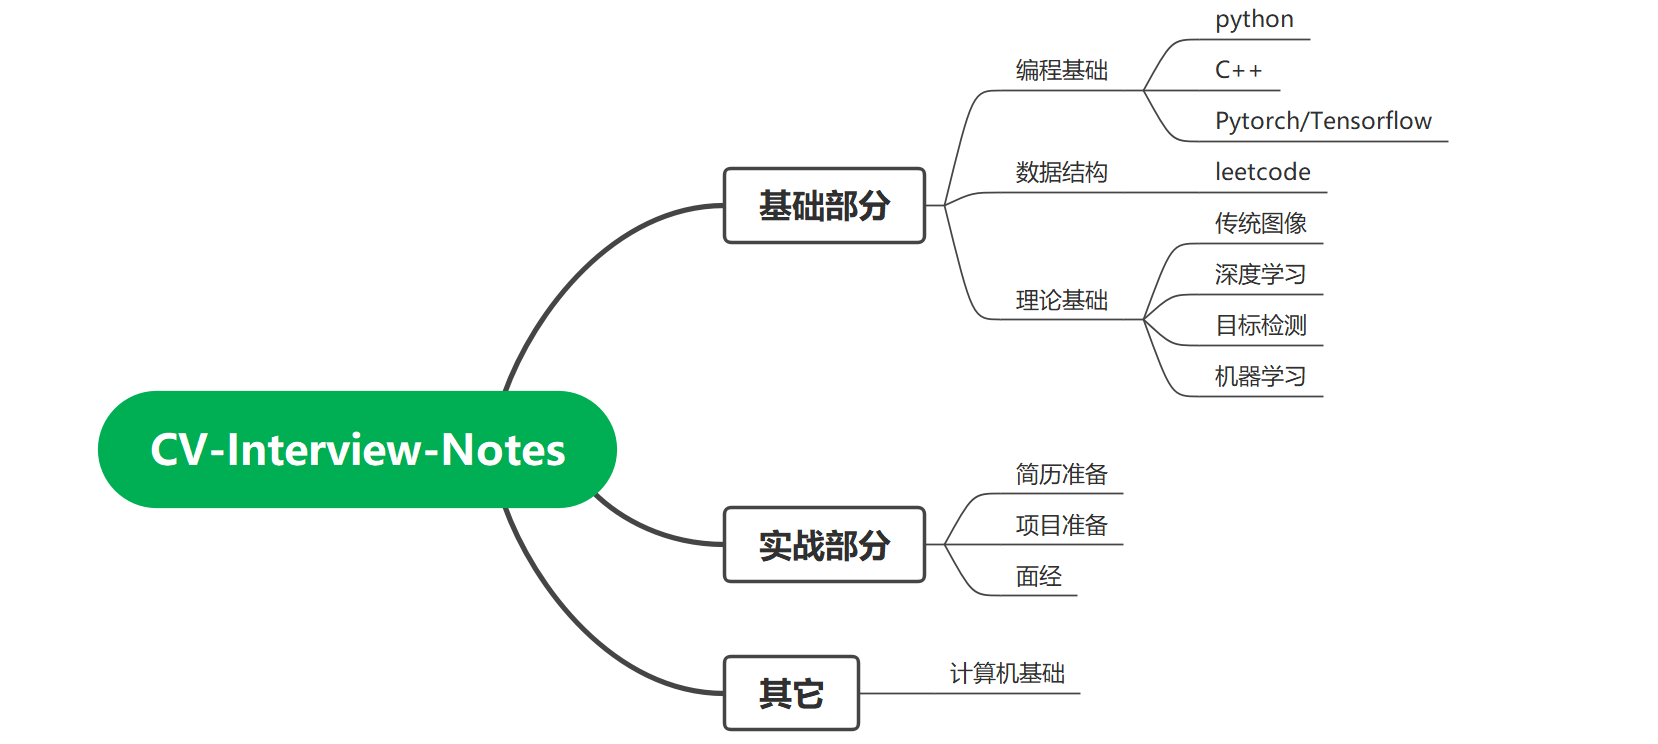 CV-Interview-Notes
基础部分
编程基础
python
C++
Pytorch/Tensorflow
数据结构
leetcode
理论基础
传统图像
深度学习
目标检测
机器学习
实战部分
简历准备
项目准备
面经
其它
计算机基础